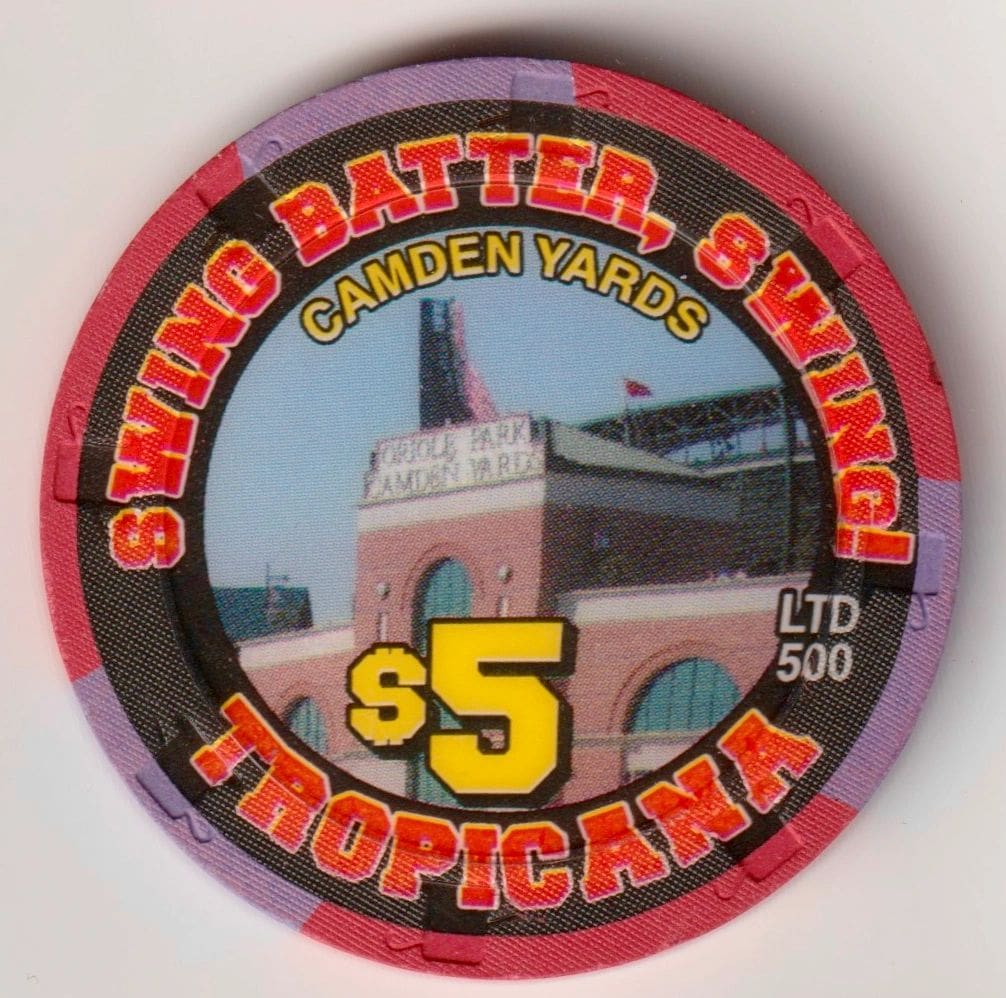 SWING BATTER, SWING!
CAMDEN YARDS
ORIOLE PARK
CAMDEN YARDS
LTD
500
$5
TROPICANA